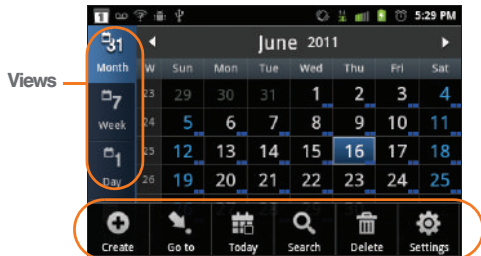 1 5:29 PM
31 June 2011
Month W Sun Mon Tue Wed Thu Fri Sat
Views
23 29 30 31 1 2 3 4
7
Week 24 5 6 7 8 9 10 11
1 25 12 13 14 15 16 17 18
Day 26 19 20 21 22 23 24 25
Create Go to Today Search Delete Settings